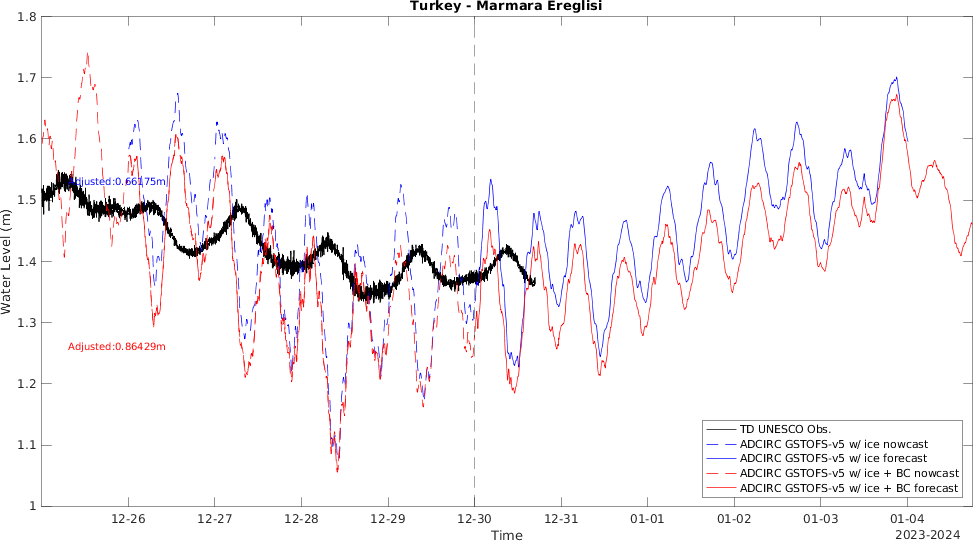 Turkey - Marmara Ereglisi
1.8
1.7
1.6
1.5
1.4
1.3
1.2
1.1
1
Water Level (m)
Adjusted:0.66175m
Adjusted:0.86429m
TD UNESCO Obs.
ADCIRC GSTOFS-v5 w/ ice nowcast
ADCIRC GSTOFS-v5 w/ ice forecast
ADCIRC GSTOFS-v5 w/ ice + BC nowcast
ADCIRC GSTOFS-v5 w/ ice + BC forecast
12-26 12-27 12-28 12-29 12-30 12-31 01-01 01-02 01-03 01-04
Time
2023-2024